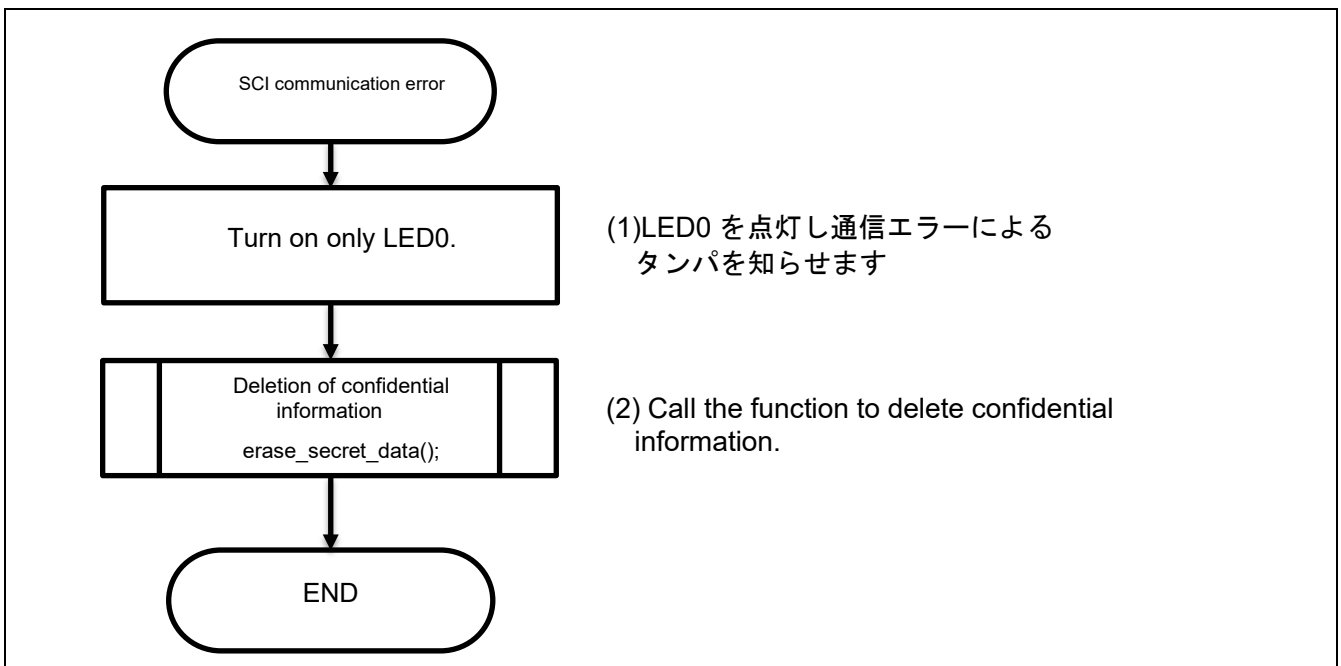 SCI communication error
Turn on only LED0.
(1)LED0 を点灯し通信エラーによる
タンパを知らせます
Deletion of confidential
information
erase_secret_data();
(2) Call the function to delete confidential
information.
END